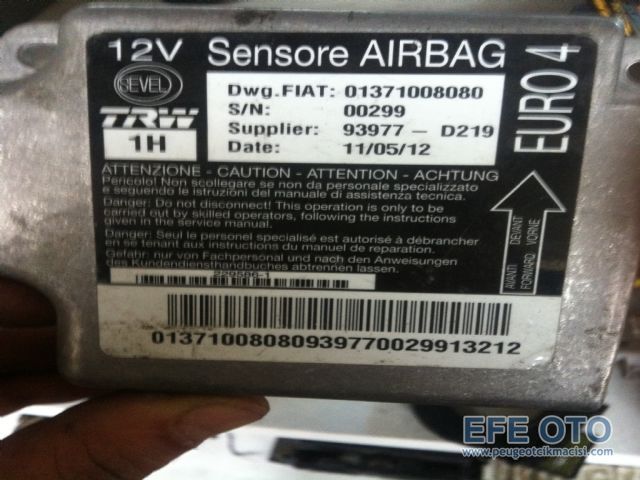 12V Sensore AIRBAG
SEVEL
TRW
1H
Dwg.FIAT: 01371008080
S/N: 00299
Supplier: 93977 - D219
Date: 11/05/12
EURO 4
ATTENZIONE - CAUTION - ATTENTION - ACHTUNG
Pericolo! Non scollegare se non da personale specializzato
e seguendo le istruzioni del manuale di assistenza tecnica.
Danger: Do not disconnect! This operation is only to be
carried out by skilled operators, following the instructions
given in the service manual.
Danger: Seul le personel specialisé est autorisé à débrancher
en se tenant aux instructions du manuel de reparation.
Gefahr: nur von Fachpersonal und nach den Anweisungen
des Kundendiensthandbuches abtrennen lassen.
AVANTI DEVANT
FORWARD VORNE
01371008080939770029913212
EFE OTO
www.peugeotcikmacisi.com